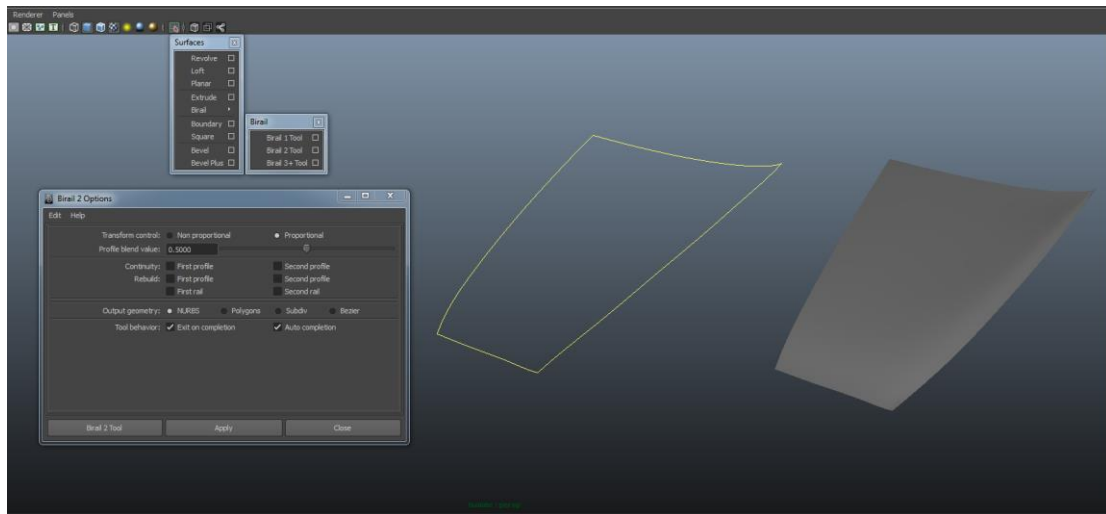 Renderer Panels
Surfaces
Revolve
Loft
Planar
Extrude
Birail
Boundary
Square
Bevel
Bevel Plus
Birail
Birail 1 Tool
Birail 2 Tool
Birail 3+ Tool
Birail 2 Options
Edit Help
Transform control: Non proportional Proportional
Profile blend value: 0.5000
Continuity: First profile Second profile
Rebuild: First profile Second profile
First rail Second rail
Output geometry: NURBS Polygons Subdiv Bezier
Tool behavior: Exit on completion Auto completion
Birail 2 Tool Apply Close